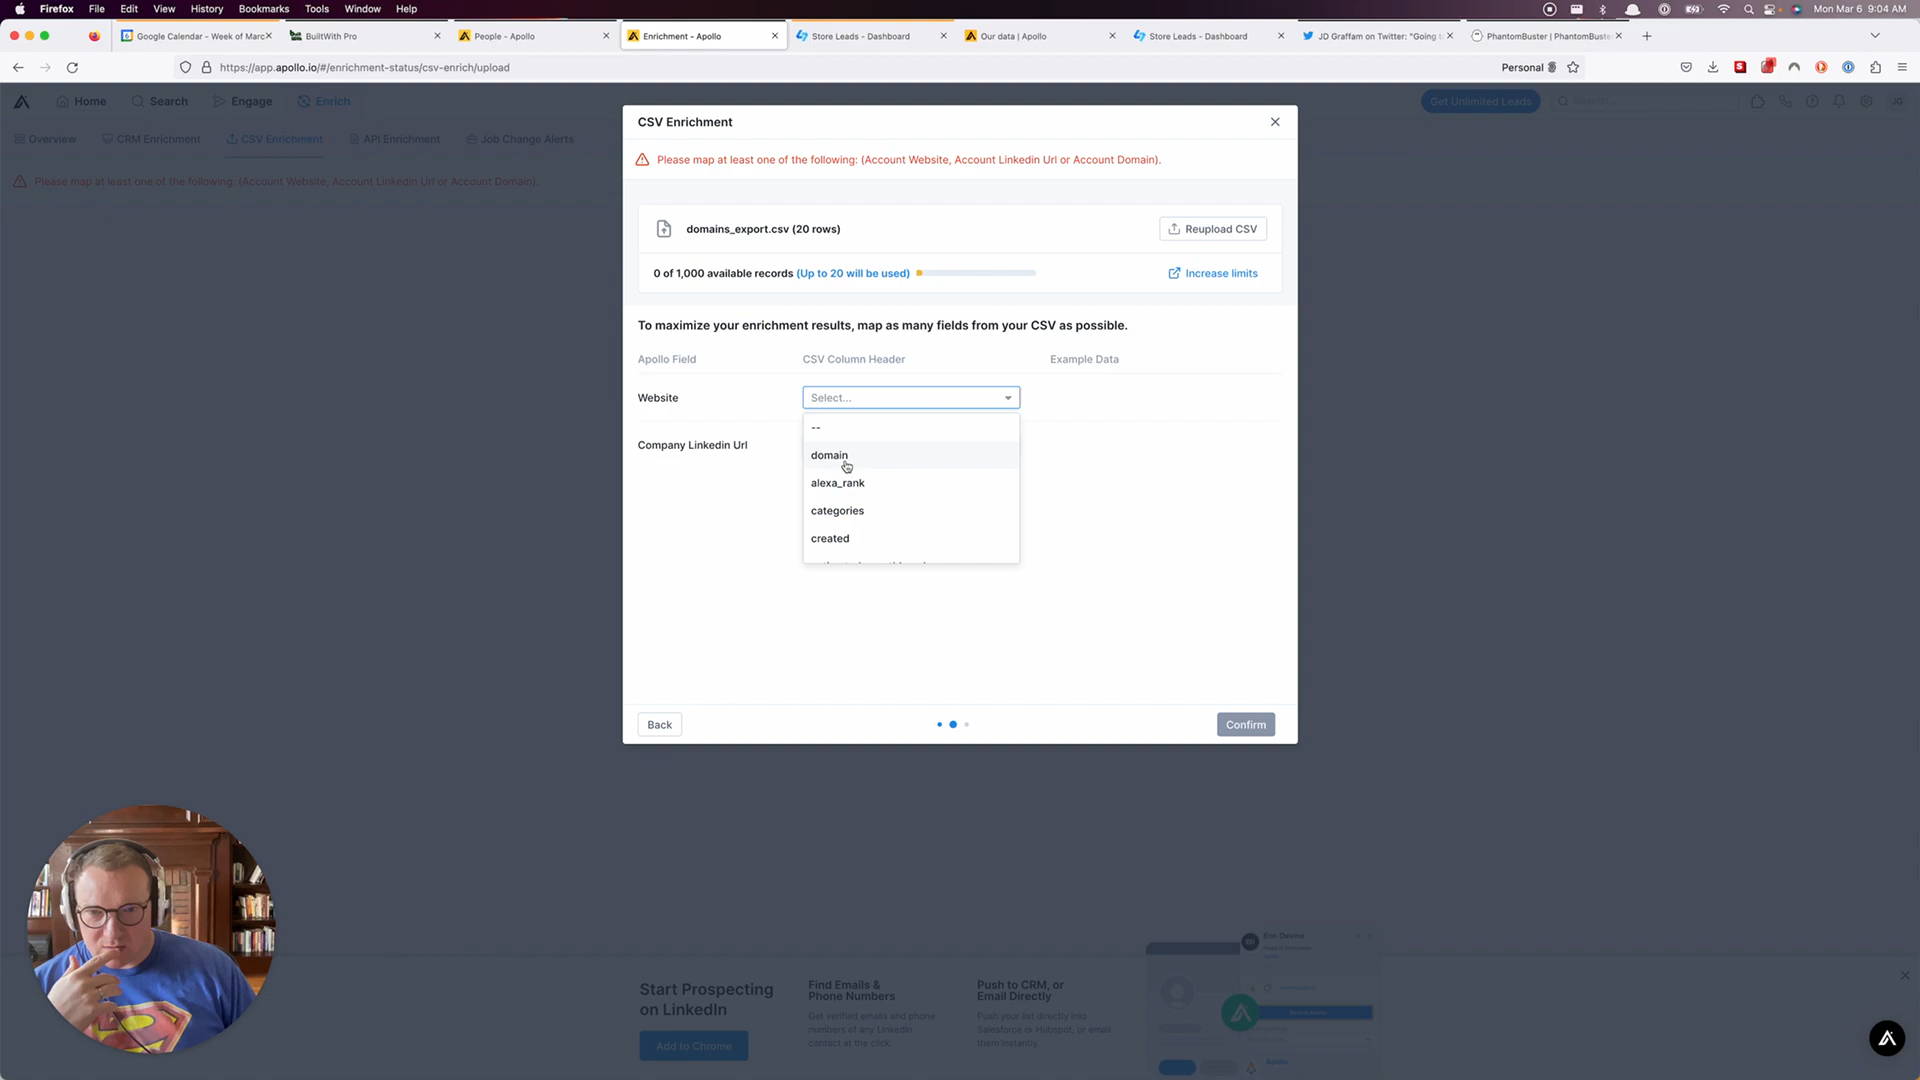 Firefox File Edit View History Bookmarks Tools Window Help Mon Mar 6 9:04 AM
Google Calendar - Week of Marc BuiltWith Pro People - Apollo Enrichment - Apollo Store Leads - Dashboard Our data | Apollo Store Leads - Dashboard JD Graffam on Twitter: "Going t PhantomBuster | PhantomBuste
https://app.apollo.io/#/enrichment-status/csv-enrich/upload Personal
Home Search Engage Enrich Get Unlimited Leads Search... JG
Overview CRM Enrichment CSV Enrichment API Enrichment Job Change Alerts
Please map at least one of the following: (Account Website, Account Linkedin Url or Account Domain).
CSV Enrichment
Please map at least one of the following: (Account Website, Account Linkedin Url or Account Domain).
domains_export.csv (20 rows) Reupload CSV
0 of 1,000 available records (Up to 20 will be used) Increase limits
To maximize your enrichment results, map as many fields from your CSV as possible.
Apollo Field CSV Column Header Example Data
Website Select...
--
Company Linkedin Url
domain
alexa_rank
categories
created
Back Confirm
Start Prospecting
on LinkedIn
Add to Chrome
Find Emails &
Phone Numbers
Get verified emails and phone
numbers of any LinkedIn
contact at the click.
Push to CRM, or
Email Directly
Push your list directly into
Salesforce or Hubspot, or email
them instantly.
Erin Devine
Apollo